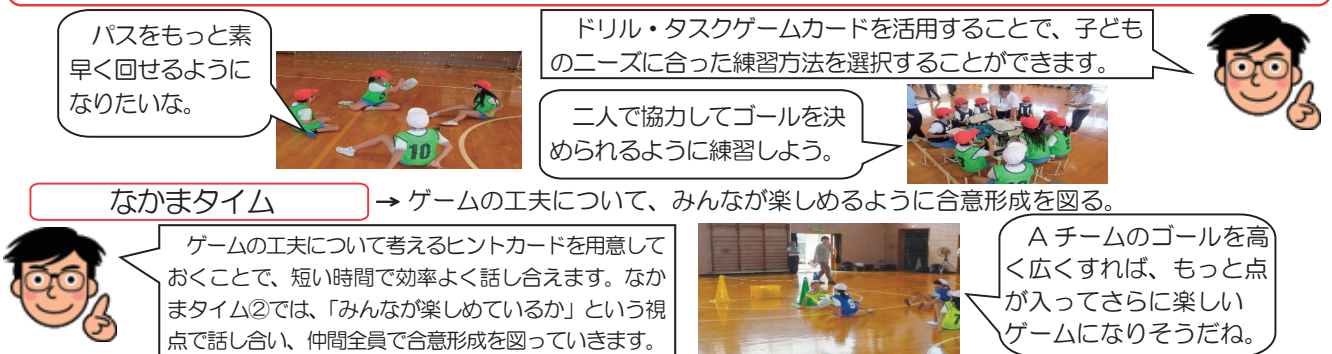 パスをもっと素
早く回せるように
なりたいな。
ドリル・タスクゲームカードを活用することで、子ども
のニーズに合った練習方法を選択することができます。
二人で協力してゴールを決
められるように練習しよう。
なかまタイム → ゲームの工夫について、みんなが楽しめるように合意形成を図る。
ゲームの工夫について考えるヒントカードを用意して
おくことで、短い時間で効率よく話し合えます。なか
まタイム②では、「みんなが楽しめているか」という視
点で話し合い、仲間全員で合意形成を図っていきます。
A チームのゴールを高
く広くすれば、もっと点
が入ってさらに楽しい
ゲームになりそうだね。
10